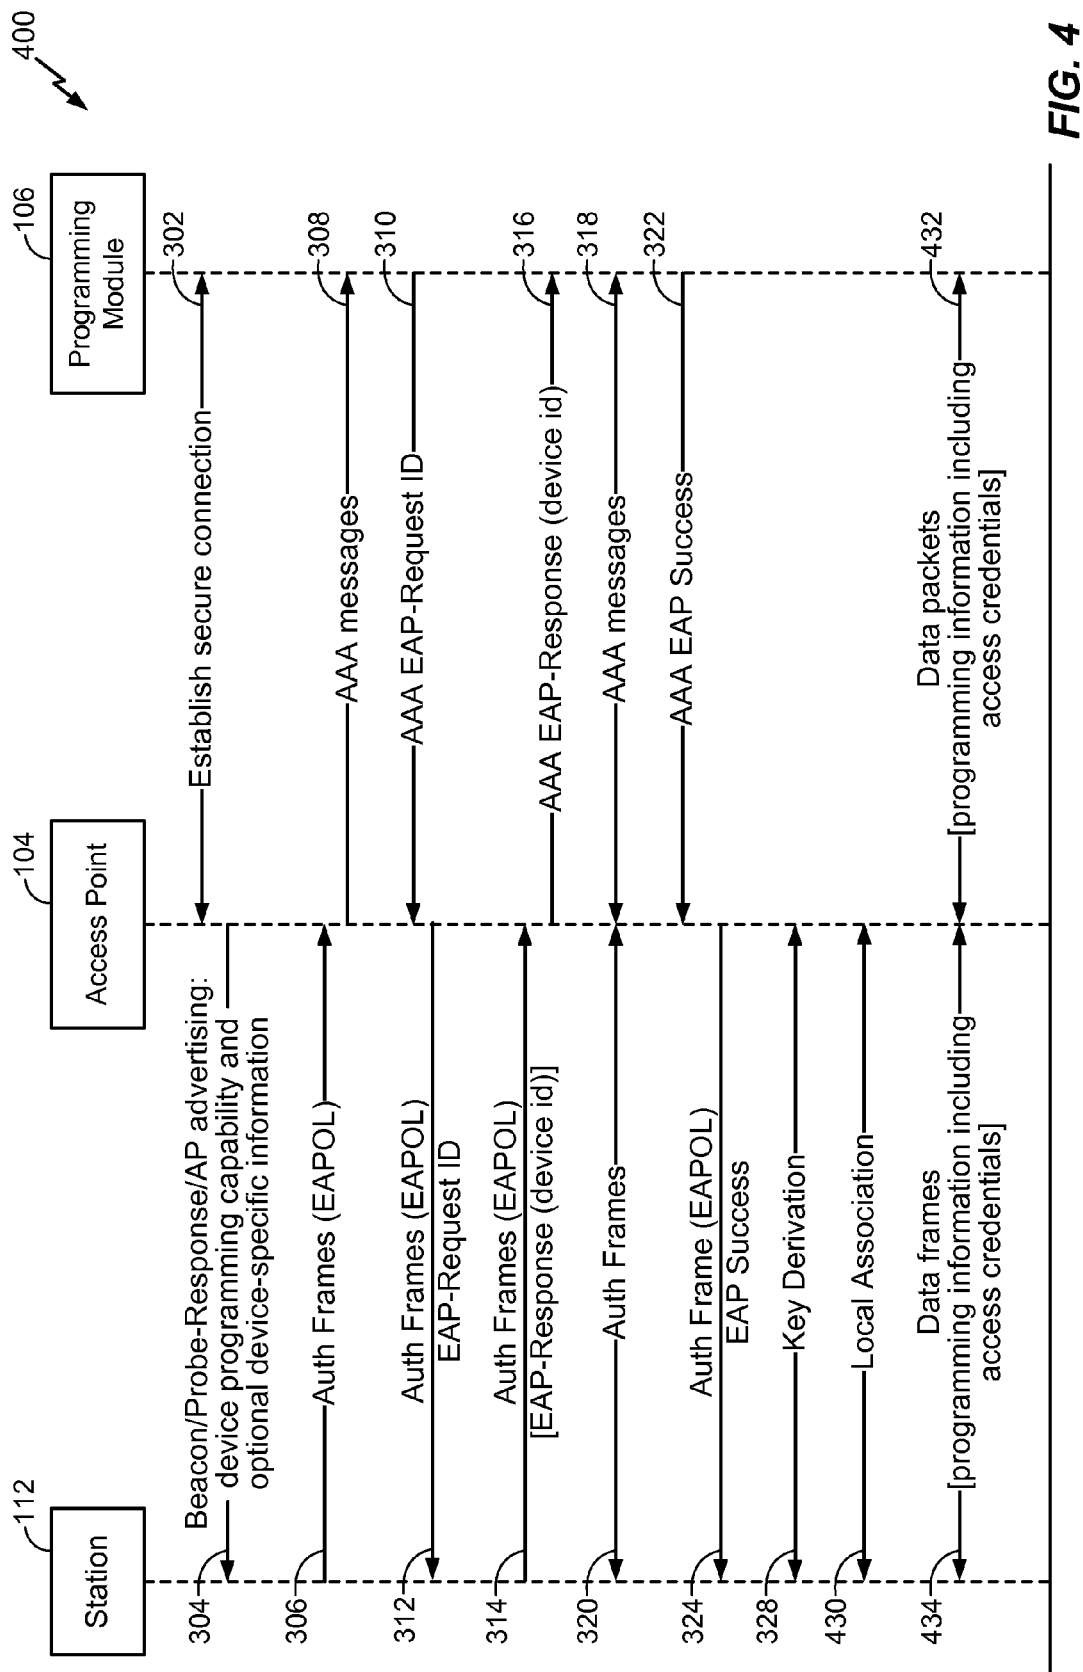 400
112
104
106
Station
Access Point
Programming
Module
302
Establish secure connection
304
Beacon/Probe-Response/AP advertising:
device programming capability and
optional device-specific information
306
Auth Frames (EAPOL)
308
AAA messages
310
AAA EAP-Request ID
312
Auth Frames (EAPOL)
EAP-Request ID
314
Auth Frames (EAPOL)
[EAP-Response (device id)]
316
AAA EAP-Response (device id)
318
AAA messages
320
Auth Frames
322
AAA EAP Success
324
Auth Frame (EAPOL)
EAP Success
328
Key Derivation
430
Local Association
432
Data packets
[programming information including
access credentials]
434
Data frames
[programming information including
access credentials]
FIG. 4